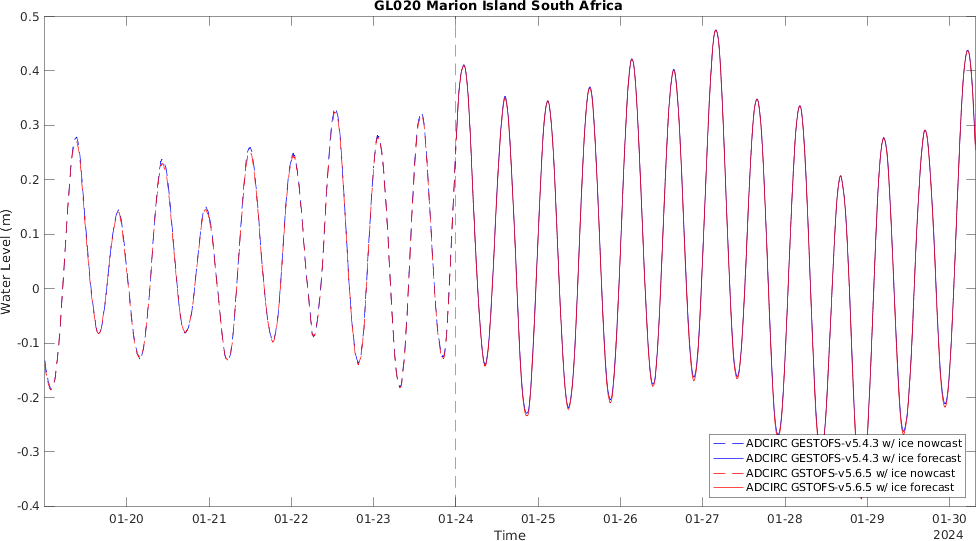 GL020 Marion Island South Africa
0.5
0.4
0.3
0.2
0.1
0
-0.1
-0.2
-0.3
-0.4
Water Level (m)
ADCIRC GESTOFS-v5.4.3 w/ ice nowcast
ADCIRC GESTOFS-v5.4.3 w/ ice forecast
ADCIRC GSTOFS-v5.6.5 w/ ice nowcast
ADCIRC GSTOFS-v5.6.5 w/ ice forecast
01-20 01-21 01-22 01-23 01-24 01-25 01-26 01-27 01-28 01-29 01-30
Time
2024